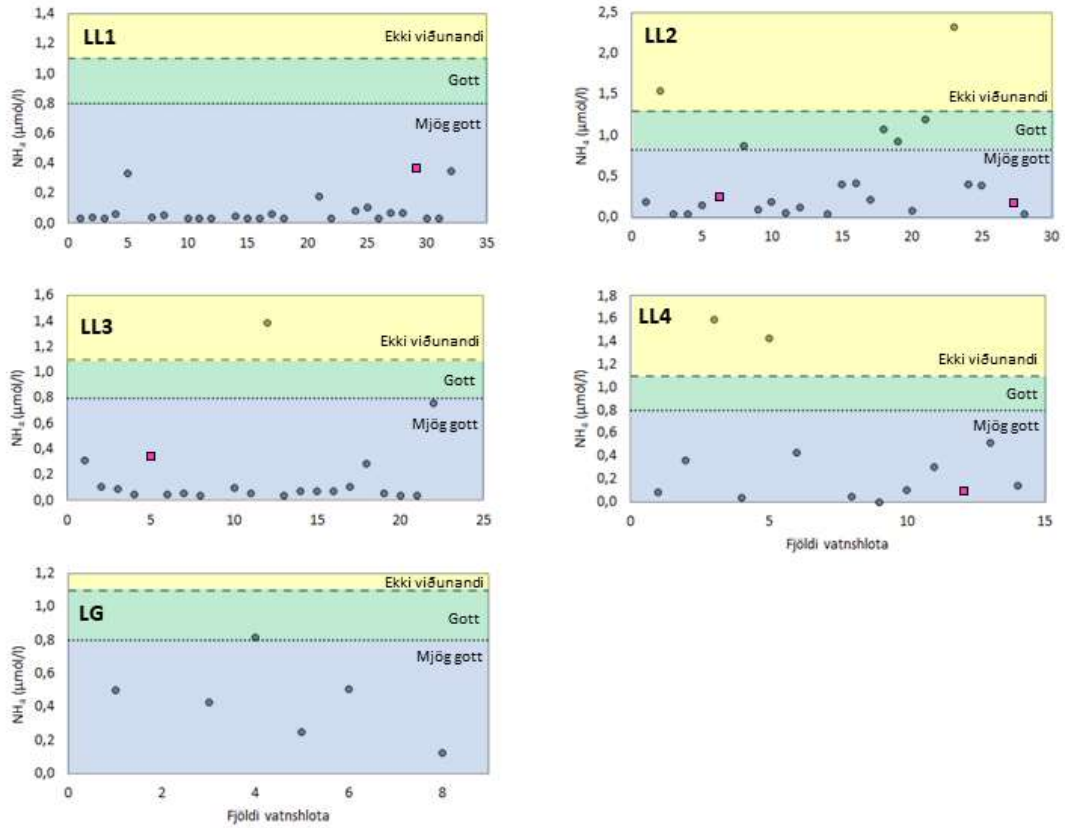 LL1
NH₄ (µmól/l)
1,4
1,2
1,0
0,8
0,6
0,4
0,2
0,0
Ekki viðunandi
Gott
Mjög gott
0 5 10 15 20 25 30 35
LL2
NH₄ (µmól/l)
2,5
2,0
1,5
1,0
0,5
0,0
Ekki viðunandi
Gott
Mjög gott
0 5 10 15 20 25 30
LL3
NH₄ (µmól/l)
1,6
1,4
1,2
1,0
0,8
0,6
0,4
0,2
0,0
Ekki viðunandi
Gott
Mjög gott
0 5 10 15 20 25
LL4
NH₄ (µmól/l)
1,8
1,6
1,4
1,2
1,0
0,8
0,6
0,4
0,2
0,0
Ekki viðunandi
Gott
Mjög gott
0 5 10 15
Fjöldi vatnshlota
LG
NH₄ (µmól/l)
1,2
1,0
0,8
0,6
0,4
0,2
0,0
Ekki viðunandi
Gott
Mjög gott
0 2 4 6 8
Fjöldi vatnshlota